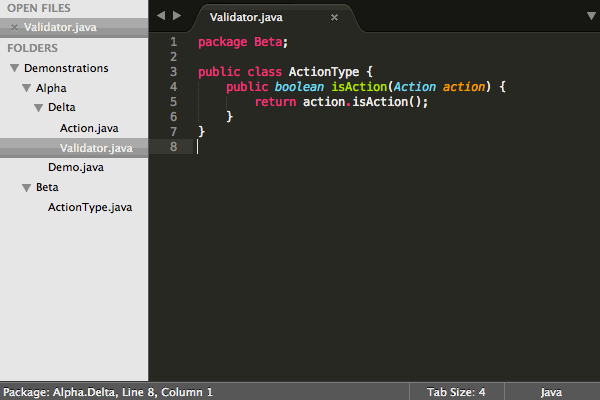 OPEN FILES
Validator.java
FOLDERS
Demonstrations
Alpha
Delta
Action.java
Validator.java
Demo.java
Beta
ActionType.java
Validator.java
1 package Beta;
2
3 public class ActionType {
4 public boolean isAction(Action action) {
5 return action.isAction();
6 }
7 }
8
Package: Alpha.Delta, Line 8, Column 1
Tab Size: 4
Java